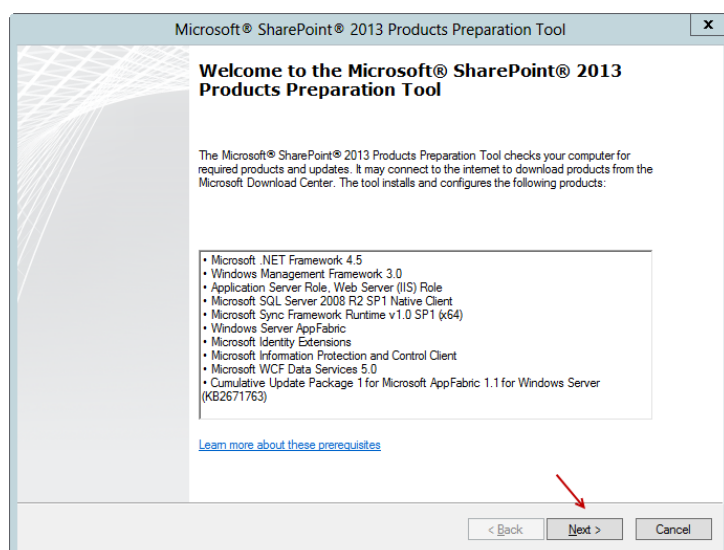 Microsoft® SharePoint® 2013 Products Preparation Tool
x
Welcome to the Microsoft® SharePoint® 2013
Products Preparation Tool
The Microsoft® SharePoint® 2013 Products Preparation Tool checks your computer for
required products and updates. It may connect to the internet to download products from the
Microsoft Download Center. The tool installs and configures the following products:
• Microsoft .NET Framework 4.5
• Windows Management Framework 3.0
• Application Server Role, Web Server (IIS) Role
• Microsoft SQL Server 2008 R2 SP1 Native Client
• Microsoft Sync Framework Runtime v1.0 SP1 (x64)
• Windows Server AppFabric
• Microsoft Identity Extensions
• Microsoft Information Protection and Control Client
• Microsoft WCF Data Services 5.0
• Cumulative Update Package 1 for Microsoft AppFabric 1.1 for Windows Server
(KB2671763)
Learn more about these prerequisites
< Back
Next >
Cancel